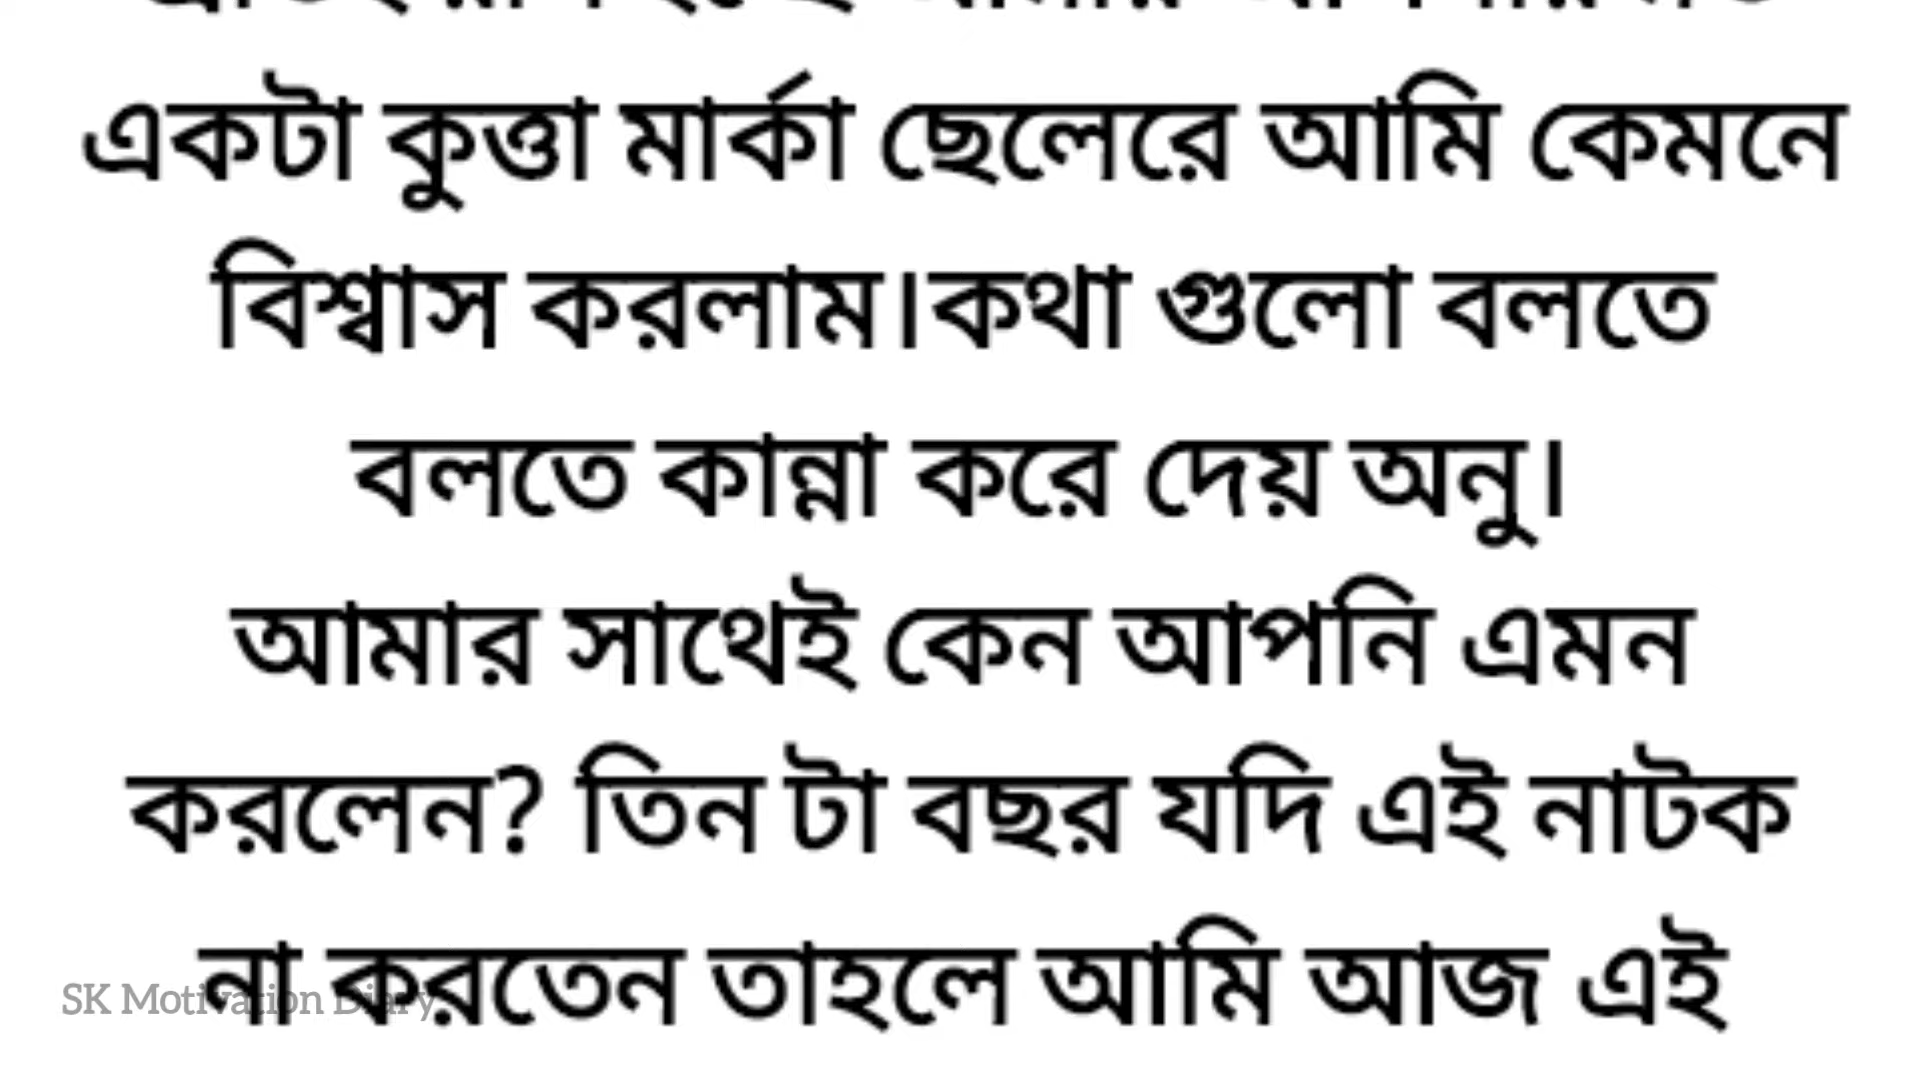 একটা কুত্তা মার্কা ছেলেরে আমি কেমনে
বিশ্বাস করলাম।কথা গুলো বলতে
বলতে কান্না করে দেয় অনু।
আমার সাথেই কেন আপনি এমন
করলেন? তিন টা বছর যদি এই নাটক
না করতেন তাহলে আমি আজ এই
SK Motivation Diary